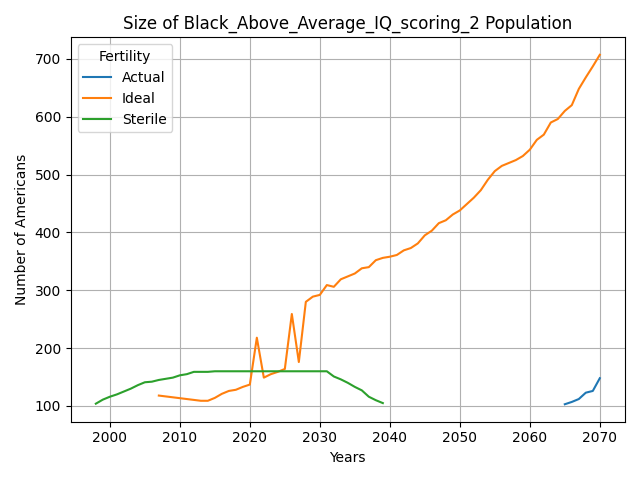 Size of Black_Above_Average_IQ_scoring_2 Population
Fertility
Actual
Ideal
Sterile
700
600
500
400
300
200
100
Number of Americans
2000 2010 2020 2030 2040 2050 2060 2070
Years